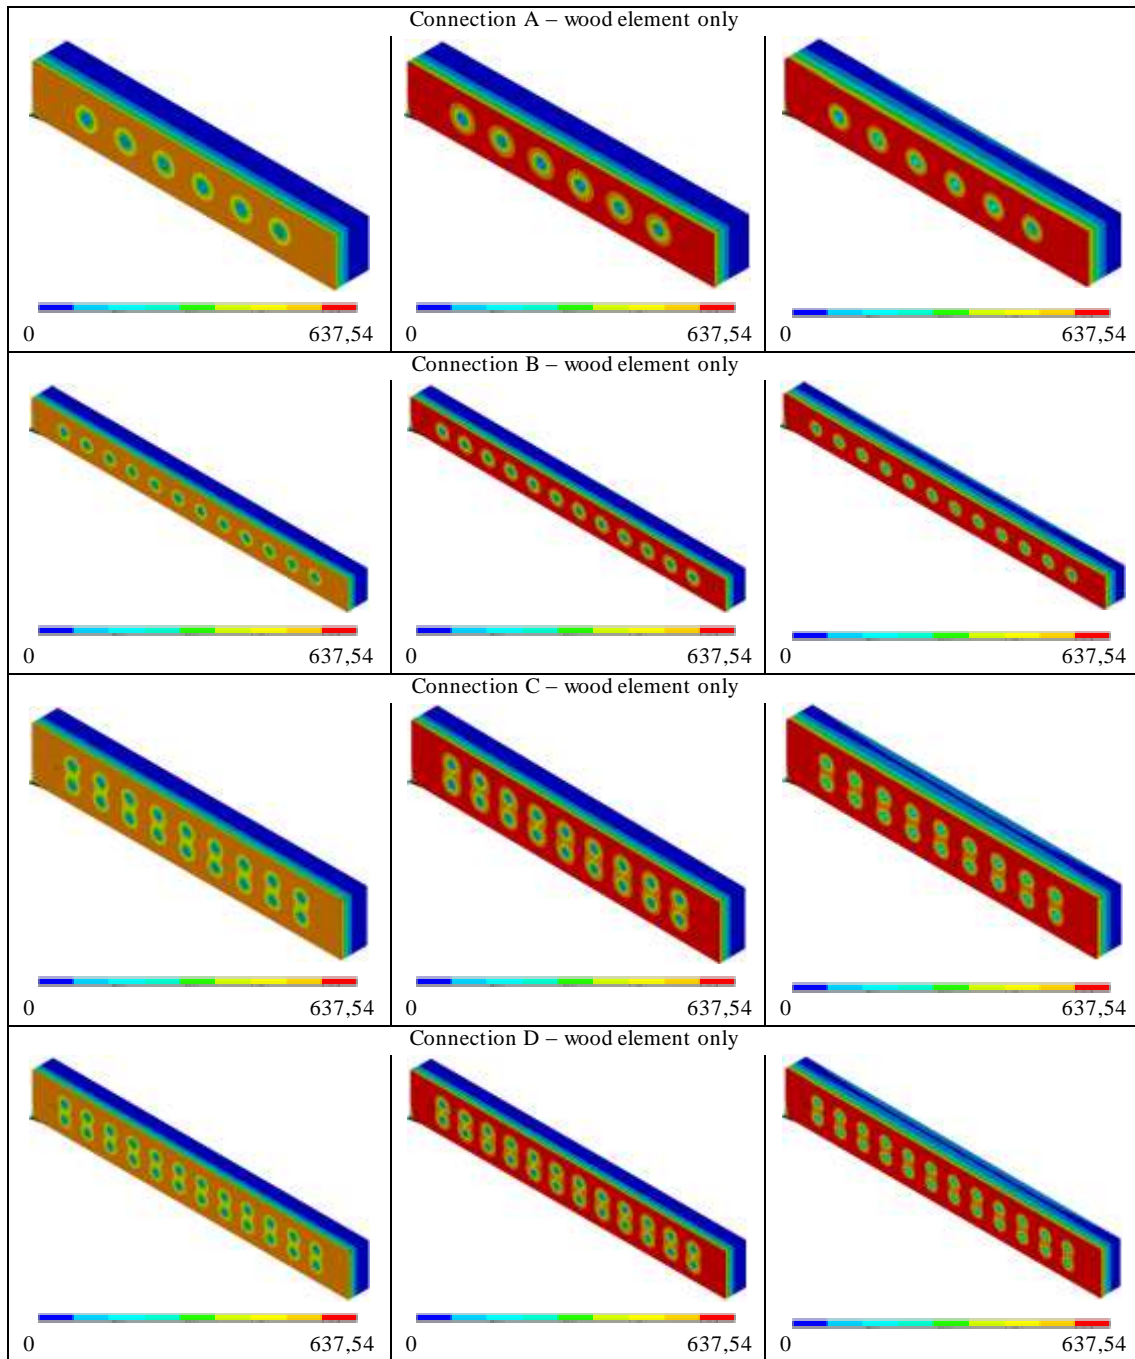 Connection A – wood element only
0 637,54 0 637,54 0 637,54
Connection B – wood element only
0 637,54 0 637,54 0 637,54
Connection C – wood element only
0 637,54 0 637,54 0 637,54
Connection D – wood element only
0 637,54 0 637,54 0 637,54